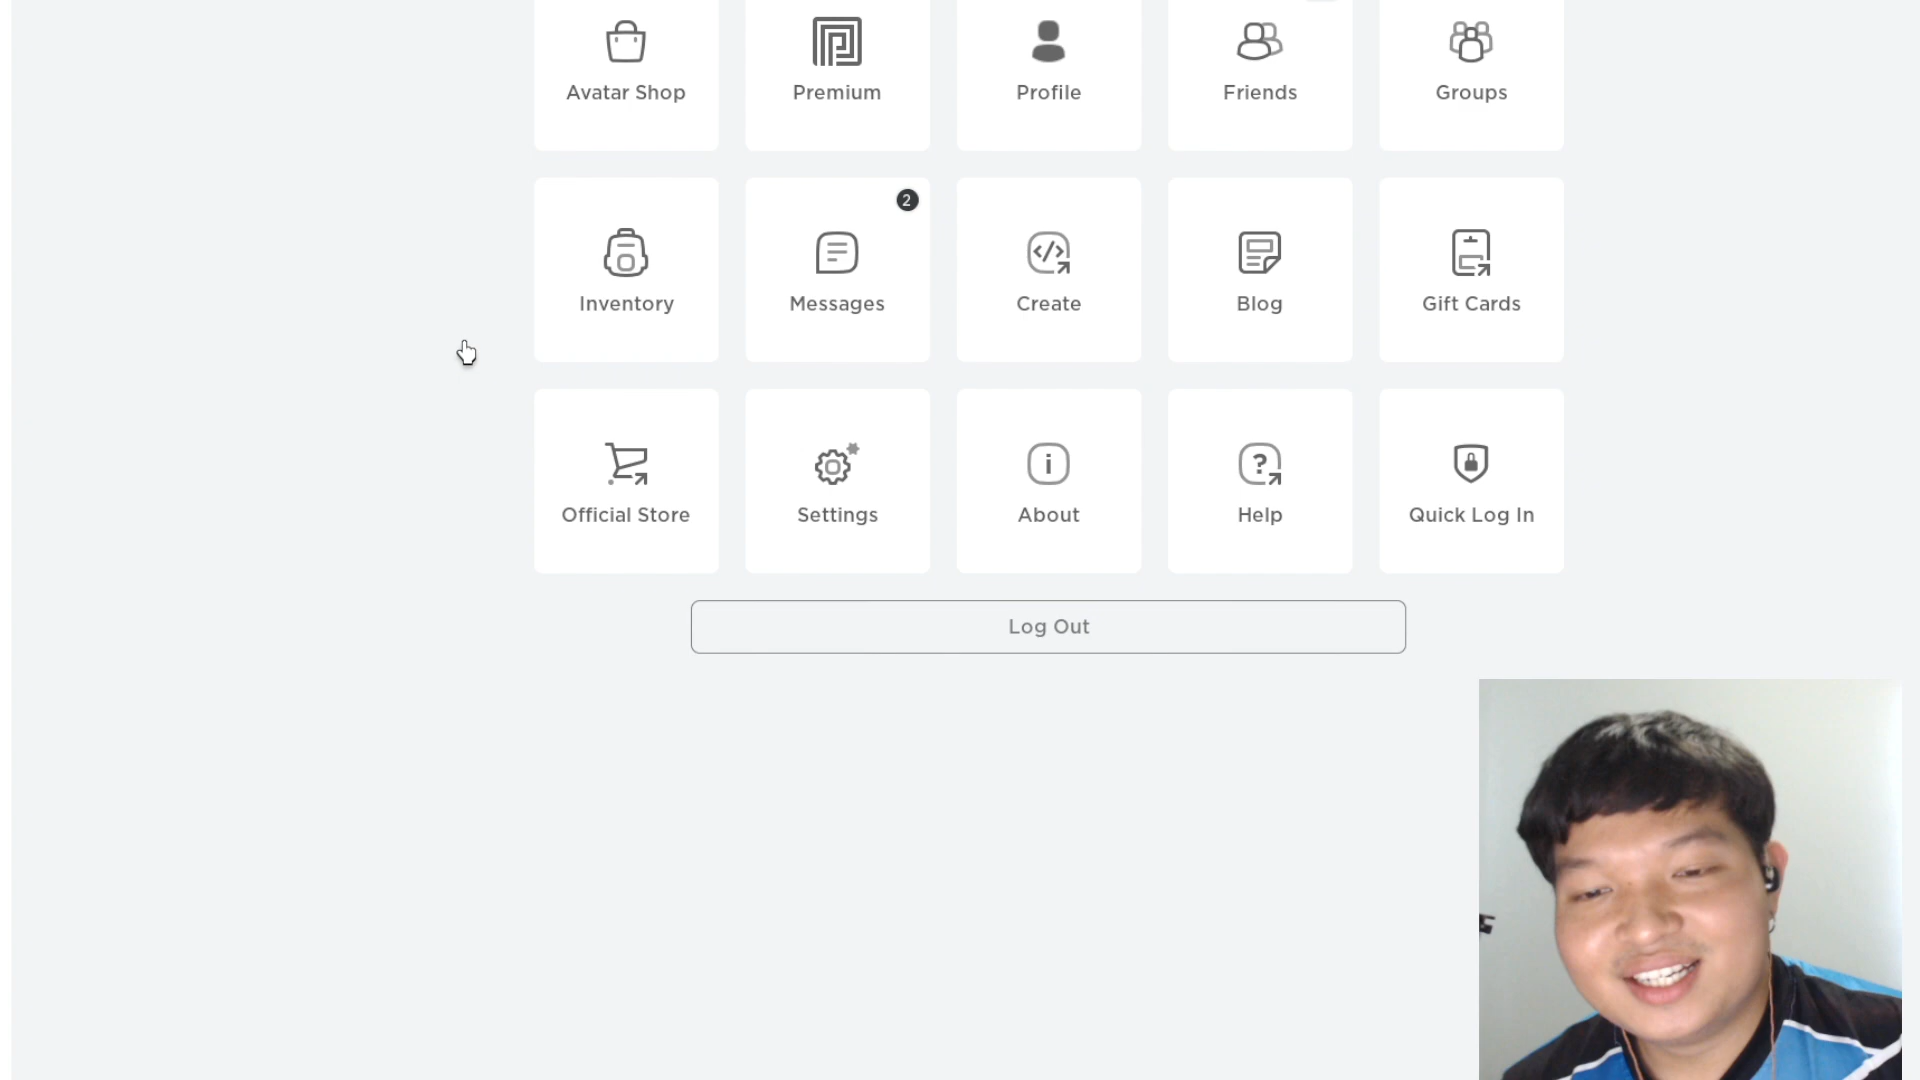 Avatar Shop
Premium
Profile
Friends
Groups
2
Inventory
Messages
Create
Blog
Gift Cards
Official Store
Settings
About
Help
Quick Log In
Log Out